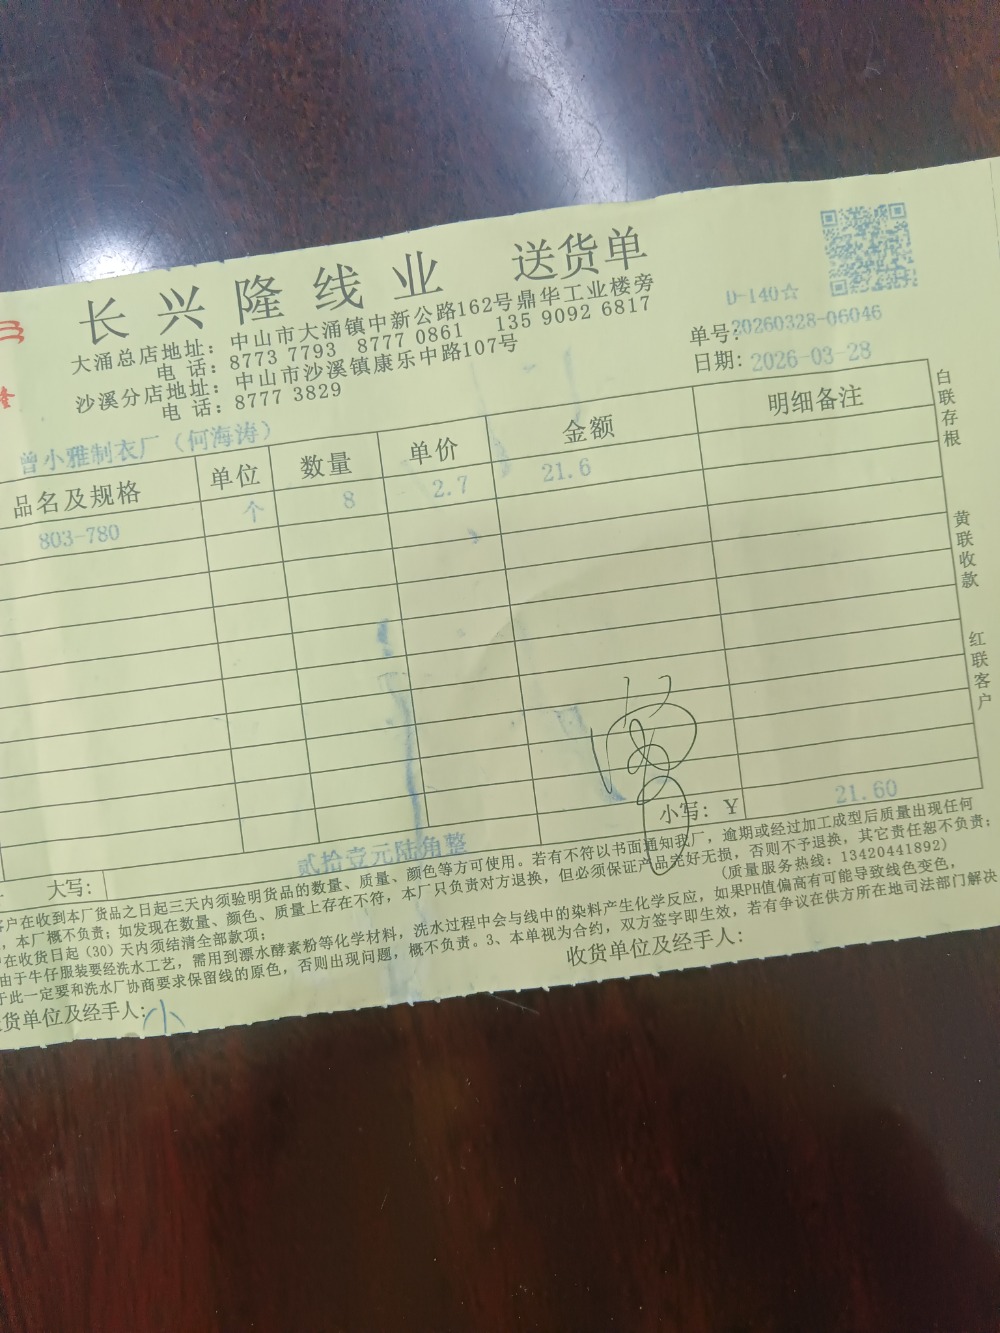 长兴隆线业 送货单
大涌总店地址：中山市大涌镇中新公路162号鼎华工业楼旁
电 话：8773 7793 8777 0861 135 9092 6817
沙溪分店地址：中山市沙溪镇康乐中路107号
电 话：8777 3829
D-140☆
单号：20260328-06046
日期：2026-03-28
曾小雅制衣厂（何海涛）
品名及规格 单位 数量 单价 金额 明细备注
803-780 个 8 2.7 21.6
白联存根
黄联收款
红联客户
大写： 贰拾壹元陆角整 小写：¥ 21.60
客户在收到本厂货品之日起三天内须验明货品的数量、质量、颜色等方可使用。若有不符以书面通知我厂，逾期或经过加工成型后质量出现任何
，本厂概不负责；如发现在数量、颜色、质量上存在不符，本厂只负责对方退换，但必须保证产品完好无损，否则不予退换，其它责任恕不负责；
户在收货日起（30）天内须结清全部款项； （质量服务热线：13420441892）
由于牛仔服装要经洗水工艺，需用到漂水酵素粉等化学材料，洗水过程中会与线中的染料产生化学反应，如果PH值偏高有可能导致线色变色，
于此一定要和洗水厂协商要求保留线的原色，否则出现问题，概不负责。3、本单视为合约，双方签字即生效，若有争议在供方所在地司法部门解决
货单位及经手人：小 收货单位及经手人：